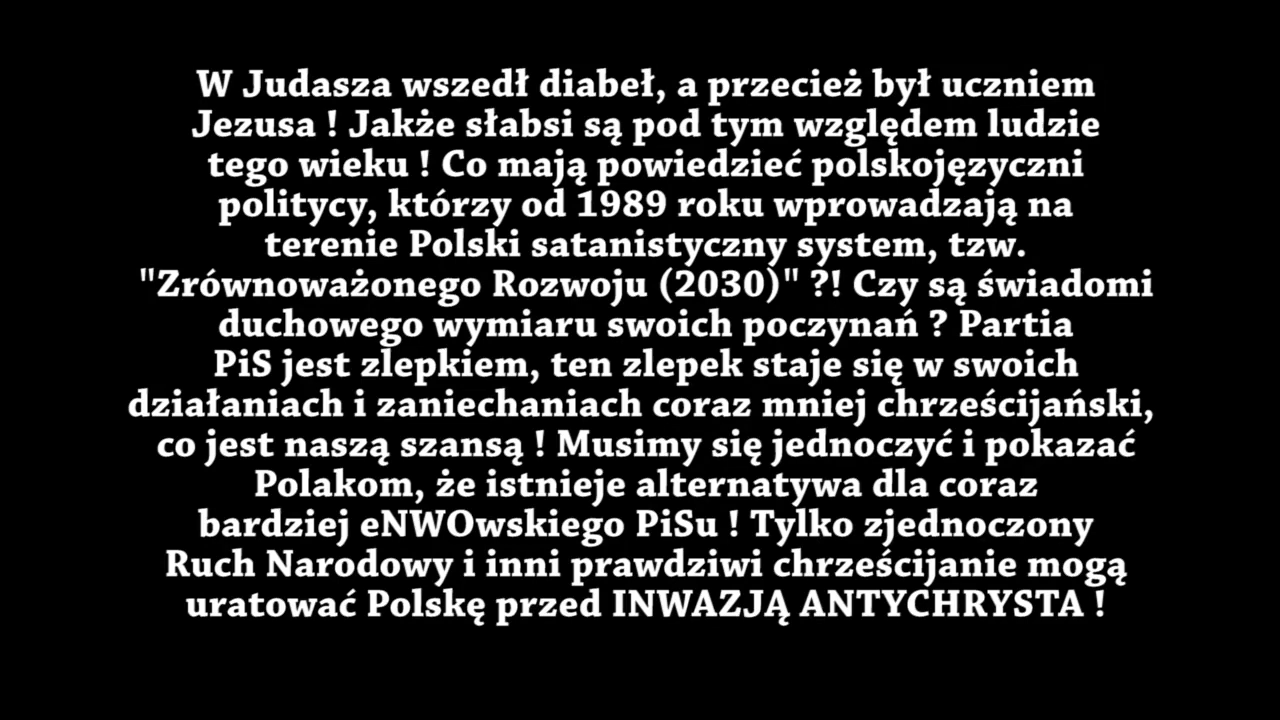 W Judasza wszedł diabeł, a przecież był uczniem
Jezusa ! Jakże słabsi są pod tym względem ludzie
tego wieku ! Co mają powiedzieć polskojęzyczni
politycy, którzy od 1989 roku wprowadzają na
terenie Polski satanistyczny system, tzw.
"Zrównoważonego Rozwoju (2030)" ?! Czy są świadomi
duchowego wymiaru swoich poczynań ? Partia
PiS jest zlepkiem, ten zlepek staje się w swoich
działaniach i zaniechaniach coraz mniej chrześcijański,
co jest naszą szansą ! Musimy się jednoczyć i pokazać
Polakom, że istnieje alternatywa dla coraz
bardziej eNWOwskiego PiSu ! Tylko zjednoczony
Ruch Narodowy i inni prawdziwi chrześcijanie mogą
uratować Polskę przed INWAZJĄ ANTYCHRYSTA !